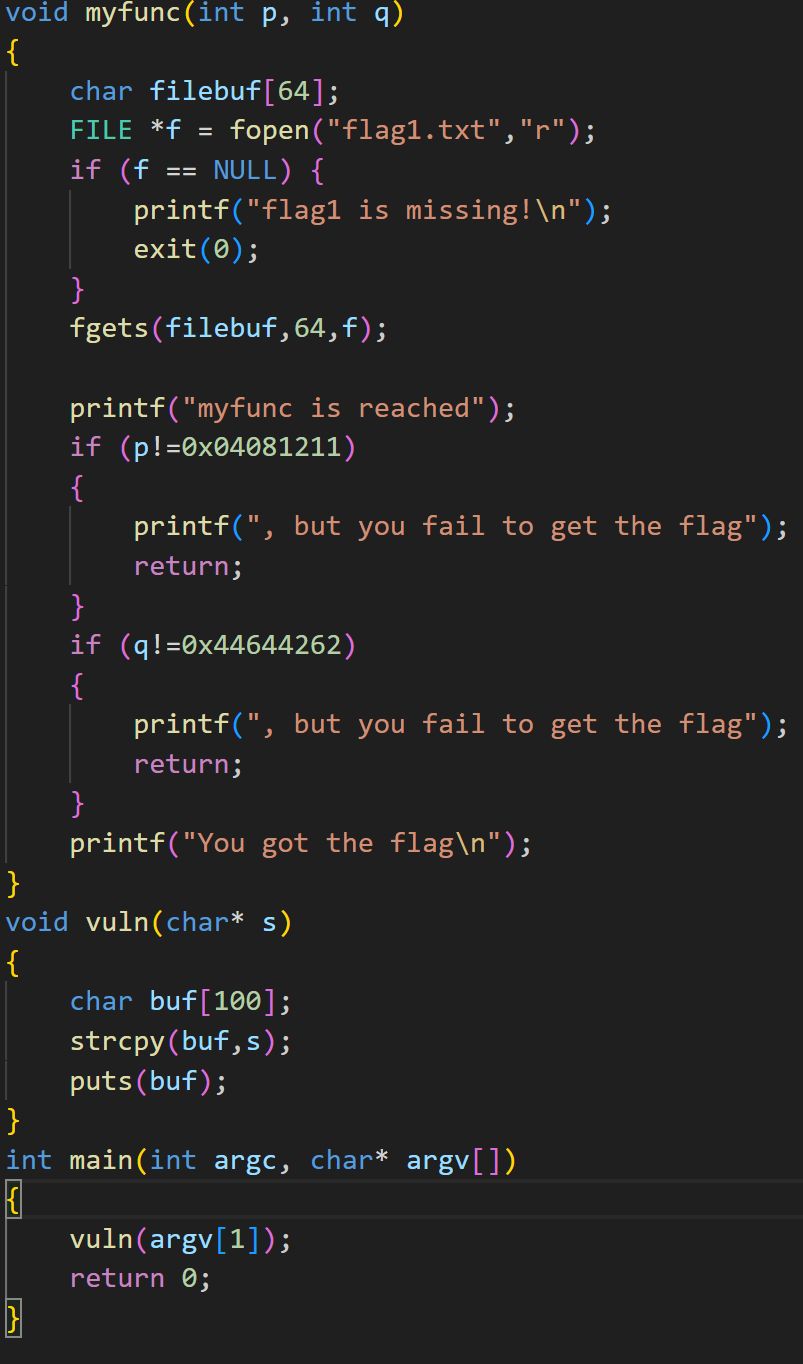 void myfunc(int p, int q)
{
    char filebuf[64];
    FILE *f = fopen("flag1.txt","r");
    if (f == NULL) {
        printf("flag1 is missing!\n");
        exit(0);
    }
    fgets(filebuf,64,f);

    printf("myfunc is reached");
    if (p!=0x04081211)
    {
        printf(", but you fail to get the flag");
        return;
    }
    if (q!=0x44644262)
    {
        printf(", but you fail to get the flag");
        return;
    }
    printf("You got the flag\n");
}
void vuln(char* s)
{
    char buf[100];
    strcpy(buf,s);
    puts(buf);
}
int main(int argc, char* argv[])
{
    vuln(argv[1]);
    return 0;
}